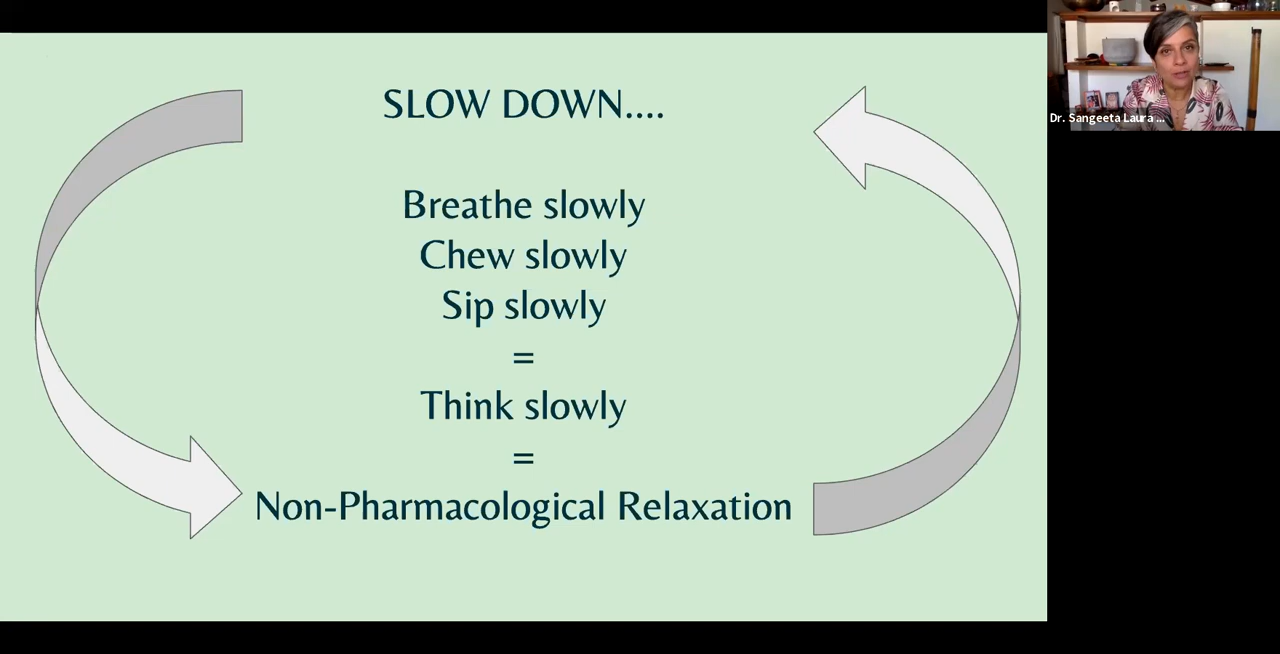 SLOW DOWN....
Breathe slowly
Chew slowly
Sip slowly
=
Think slowly
=
Non-Pharmacological Relaxation
Dr. Sangeeta Laura ...